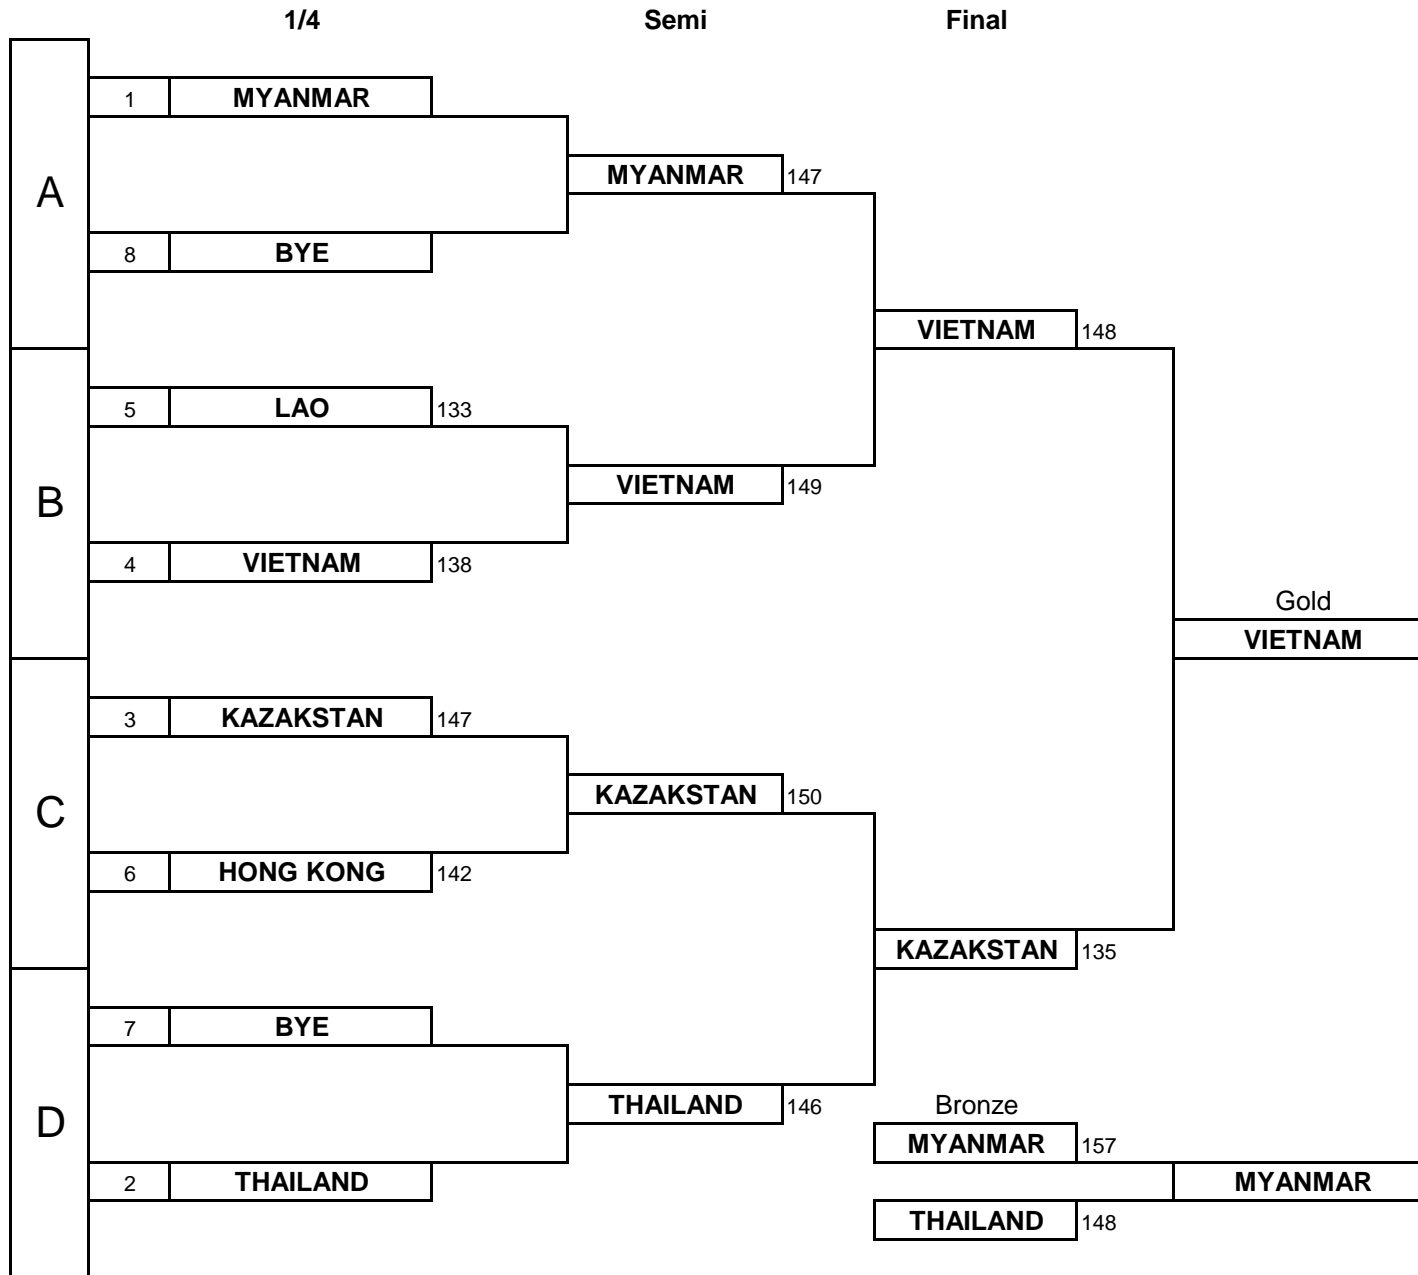 1/4 Semi Final
A
1 MYANMAR
MYANMAR 147
8 BYE
VIETNAM 148
B
5 LAO 133
VIETNAM 149
4 VIETNAM 138
Gold
VIETNAM
C
3 KAZAKSTAN 147
KAZAKSTAN 150
6 HONG KONG 142
KAZAKSTAN 135
D
7 BYE
THAILAND 146
2 THAILAND
Bronze
MYANMAR 157
MYANMAR
THAILAND 148